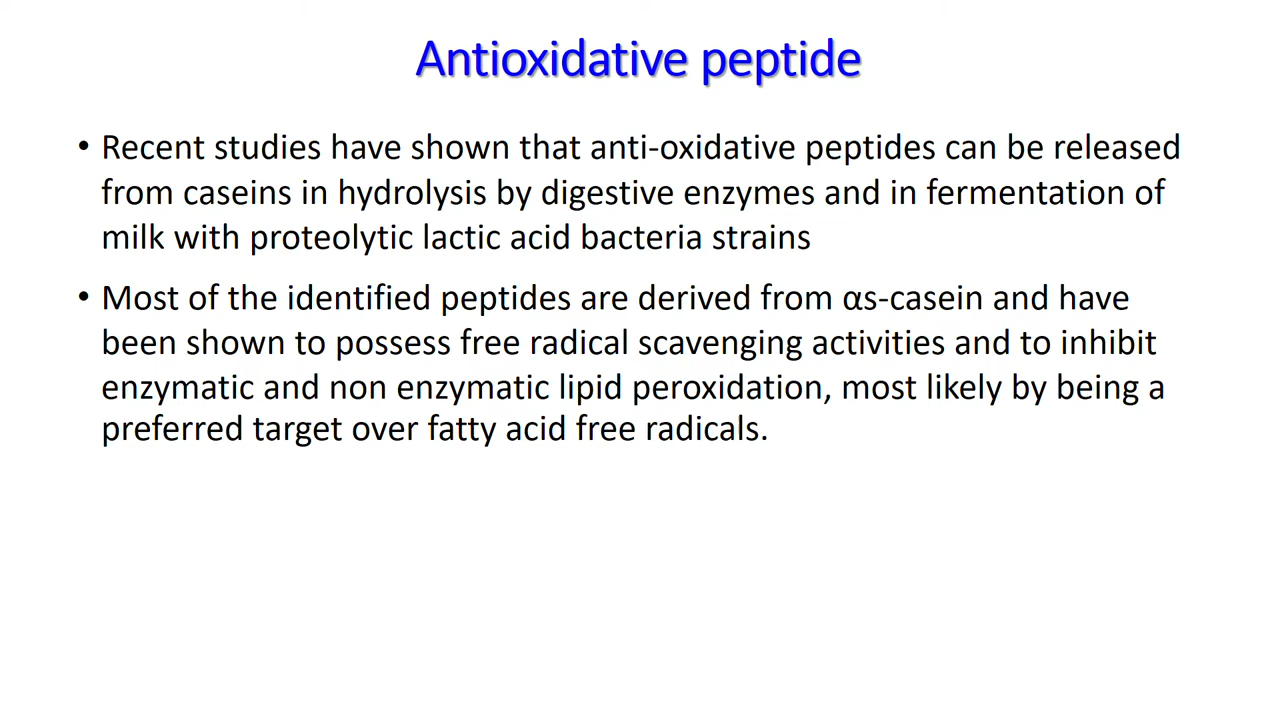 Antioxidative peptide
• Recent studies have shown that anti-oxidative peptides can be released
from caseins in hydrolysis by digestive enzymes and in fermentation of
milk with proteolytic lactic acid bacteria strains
• Most of the identified peptides are derived from αs-casein and have
been shown to possess free radical scavenging activities and to inhibit
enzymatic and non enzymatic lipid peroxidation, most likely by being a
preferred target over fatty acid free radicals.